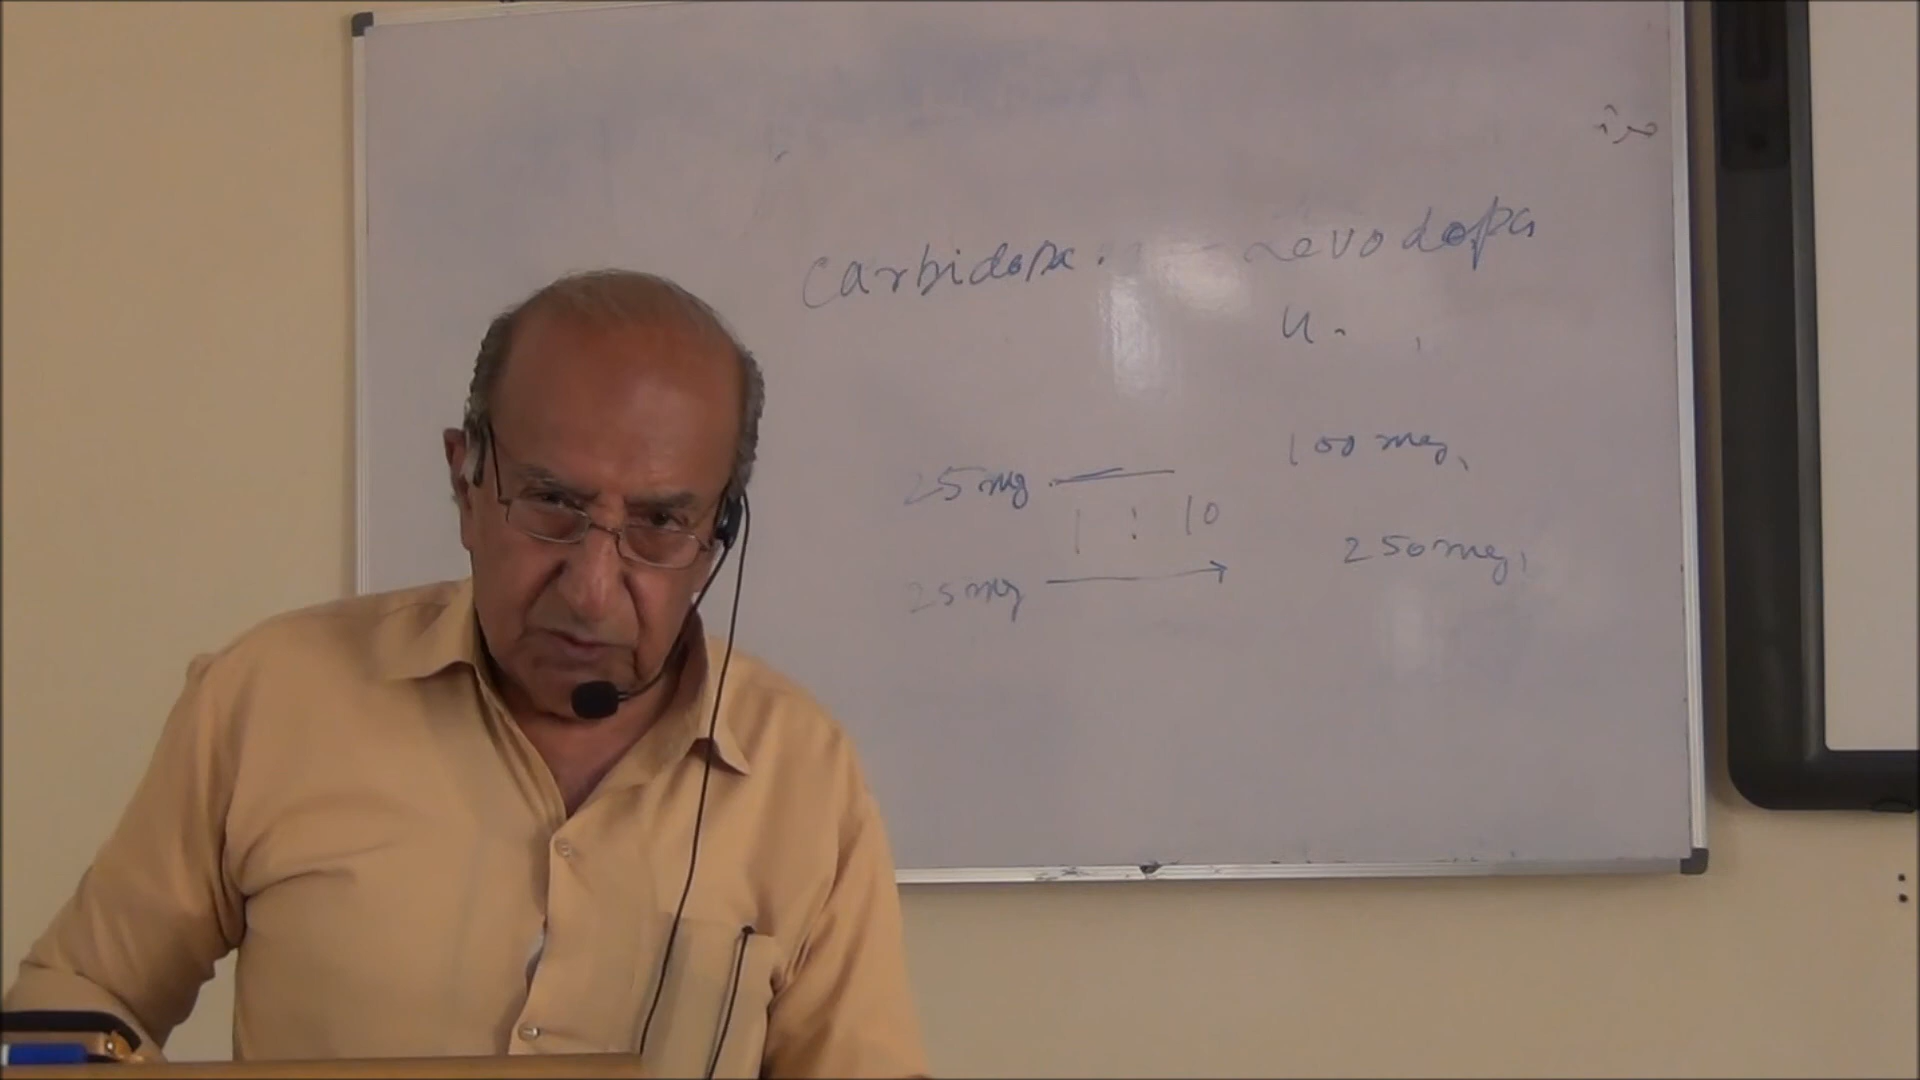 carbidopa. - Levodopa
25 mg 100 mg,
1 : 10
25 mg → 250 mg,